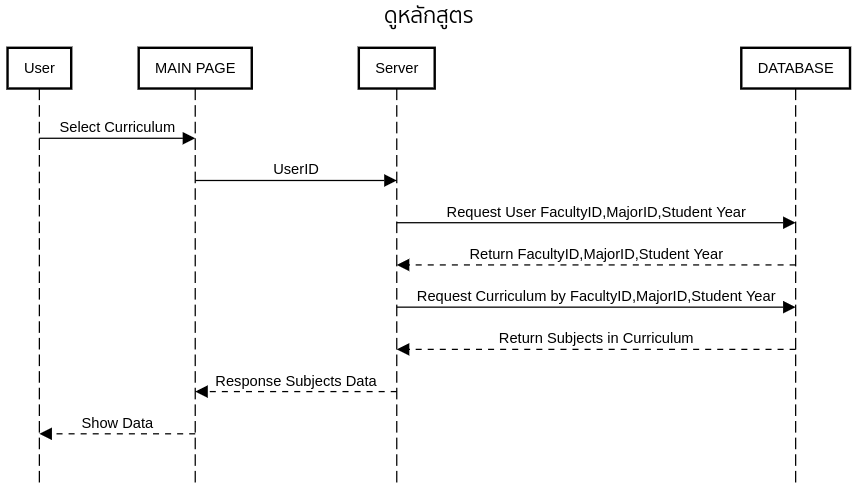 ดูหลักสูตร
User
MAIN PAGE
Server
DATABASE
Select Curriculum
UserID
Request User FacultyID,MajorID,Student Year
Return FacultyID,MajorID,Student Year
Request Curriculum by FacultyID,MajorID,Student Year
Return Subjects in Curriculum
Response Subjects Data
Show Data